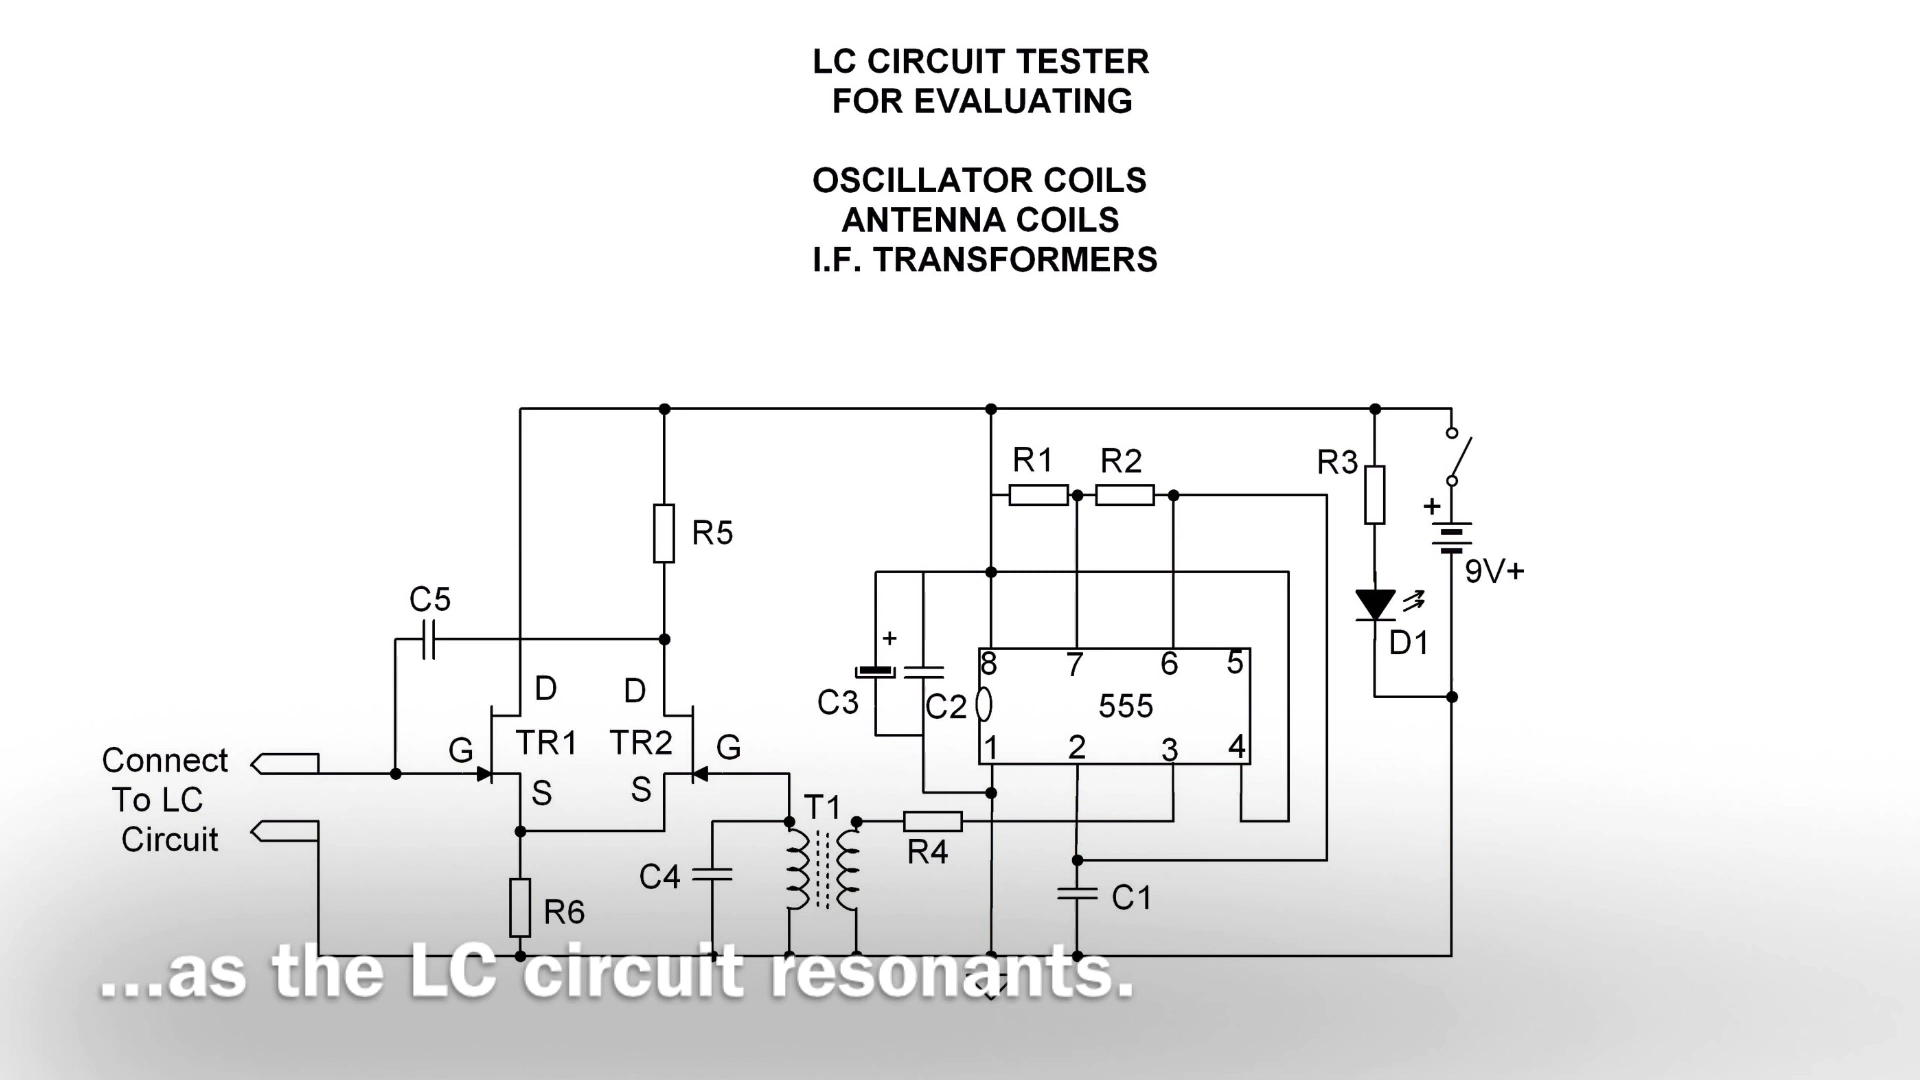 LC CIRCUIT TESTER
FOR EVALUATING
OSCILLATOR COILS
ANTENNA COILS
I.F. TRANSFORMERS
R1 R2
R3
+
9V+
R5
C5
+
D1
8 7 6 5
C3 C2 555
D D
TR1 TR2
G G
1 2 3 4
S S
Connect
To LC
Circuit
T1
R4
C4
C1
R6
...as the LC circuit resonants.